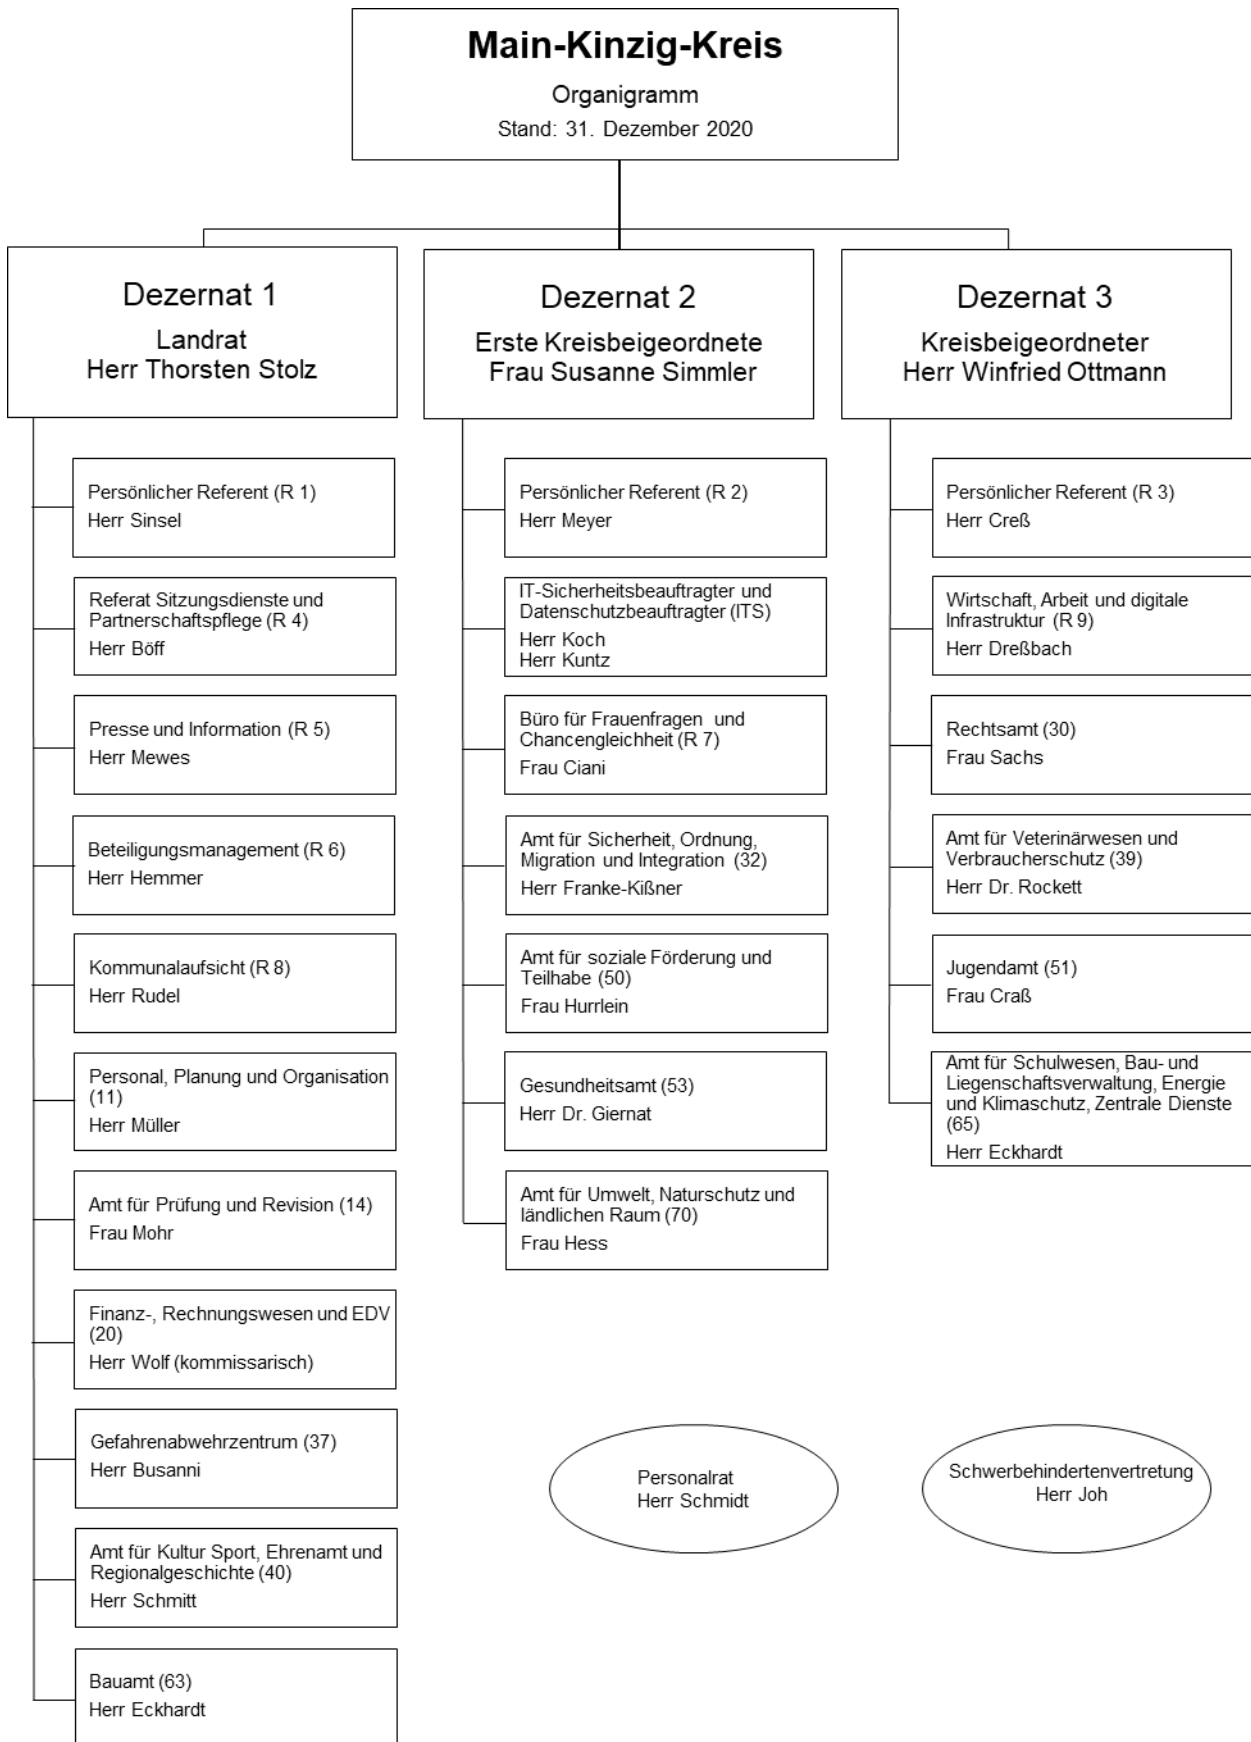 Main-Kinzig-Kreis
Organigramm
Stand: 31. Dezember 2020
Dezernat 1
Landrat
Herr Thorsten Stolz
Persönlicher Referent (R 1)
Herr Sinsel
Referat Sitzungsdienste und
Partnerschaftspflege (R 4)
Herr Böff
Presse und Information (R 5)
Herr Mewes
Beteiligungsmanagement (R 6)
Herr Hemmer
Kommunalaufsicht (R 8)
Herr Rudel
Personal, Planung und Organisation
(11)
Herr Müller
Amt für Prüfung und Revision (14)
Frau Mohr
Finanz-, Rechnungswesen und EDV
(20)
Herr Wolf (kommissarisch)
Gefahrenabwehrzentrum (37)
Herr Busanni
Amt für Kultur Sport, Ehrenamt und
Regionalgeschichte (40)
Herr Schmitt
Bauamt (63)
Herr Eckhardt
Dezernat 2
Erste Kreisbeigeordnete
Frau Susanne Simmler
Persönlicher Referent (R 2)
Herr Meyer
IT-Sicherheitsbeauftragter und
Datenschutzbeauftragter (ITS)
Herr Koch
Herr Kuntz
Büro für Frauenfragen und
Chancengleichheit (R 7)
Frau Ciani
Amt für Sicherheit, Ordnung,
Migration und Integration (32)
Herr Franke-Kißner
Amt für soziale Förderung und
Teilhabe (50)
Frau Hurrlein
Gesundheitsamt (53)
Herr Dr. Giernat
Amt für Umwelt, Naturschutz und
ländlichen Raum (70)
Frau Hess
Dezernat 3
Kreisbeigeordneter
Herr Winfried Ottmann
Persönlicher Referent (R 3)
Herr Creß
Wirtschaft, Arbeit und digitale
Infrastruktur (R 9)
Herr Dreßbach
Rechtsamt (30)
Frau Sachs
Amt für Veterinärwesen und
Verbraucherschutz (39)
Herr Dr. Rockett
Jugendamt (51)
Frau Craß
Amt für Schulwesen, Bau- und
Liegenschaftsverwaltung, Energie
und Klimaschutz, Zentrale Dienste
(65)
Herr Eckhardt
Personalrat
Herr Schmidt
Schwerbehindertenvertretung
Herr Joh